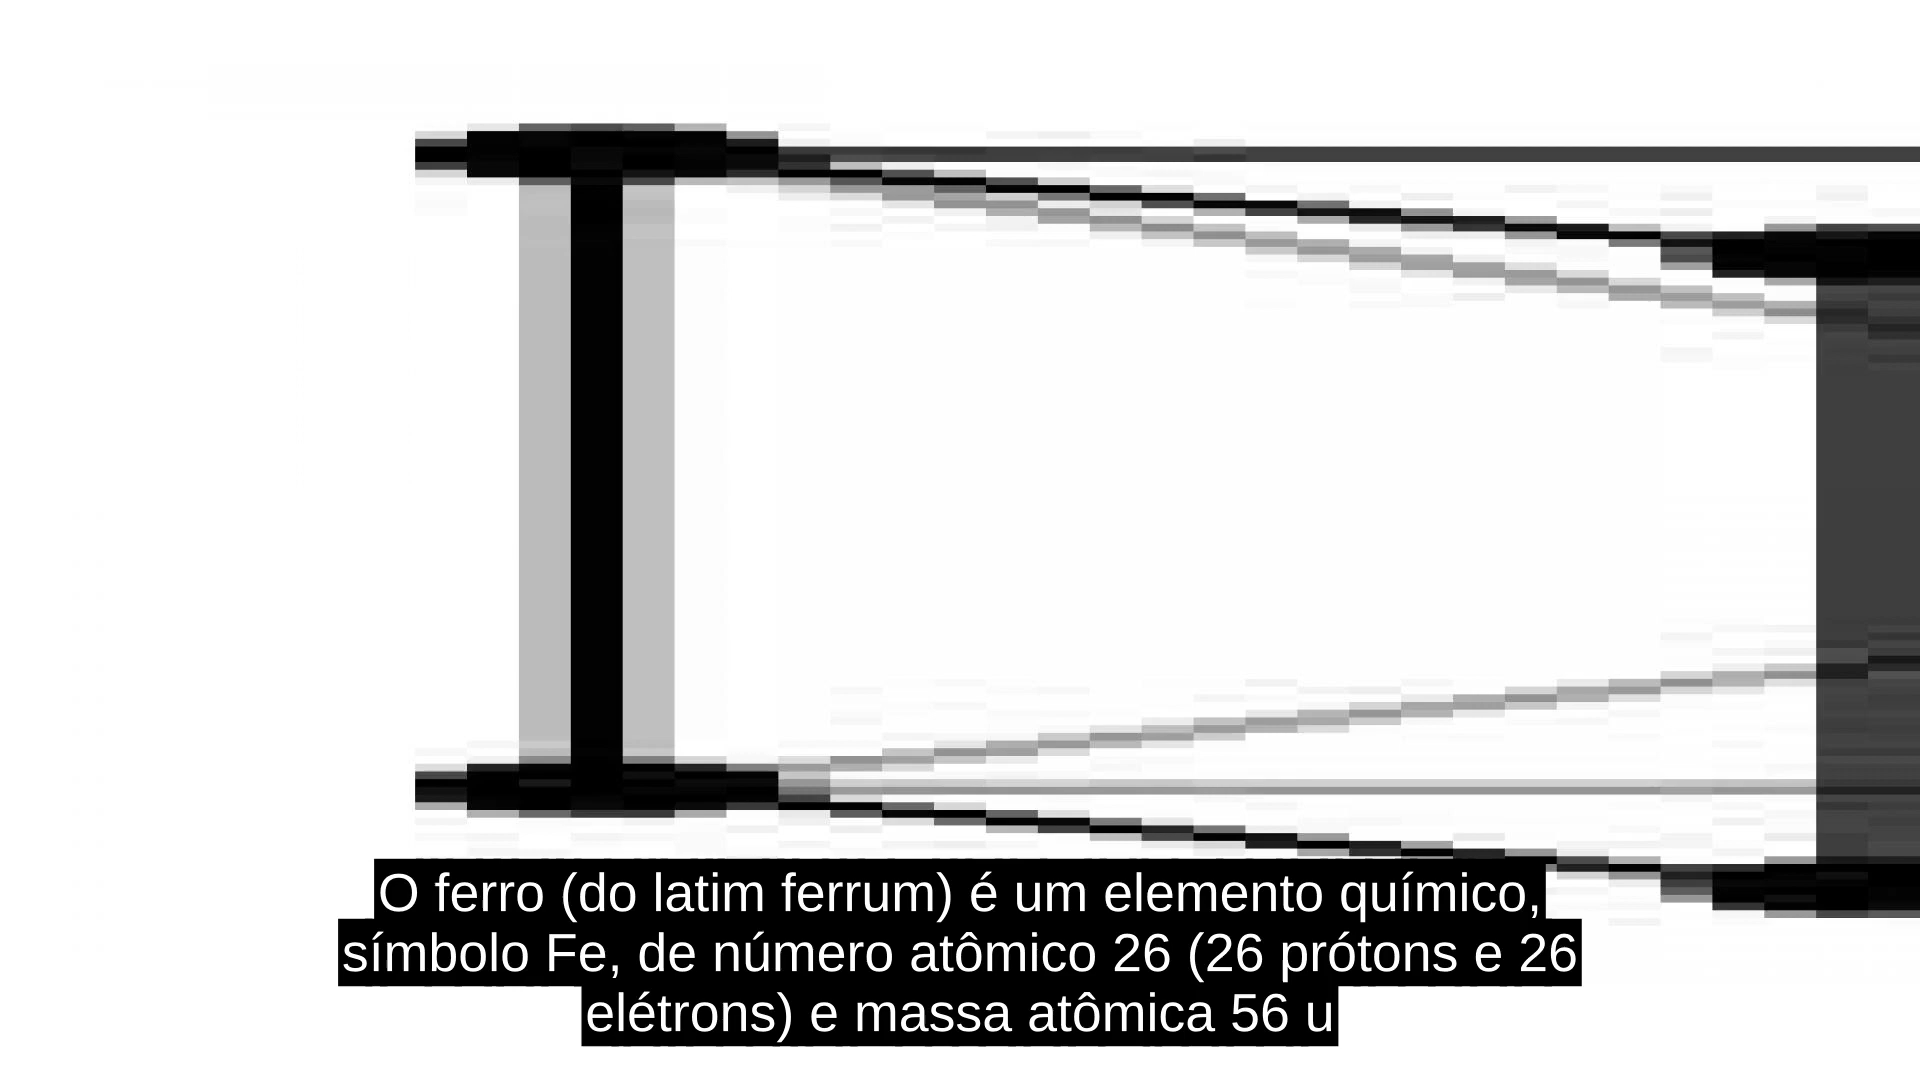 O ferro (do latim ferrum) é um elemento químico,
símbolo Fe, de número atômico 26 (26 prótons e 26
elétrons) e massa atômica 56 u